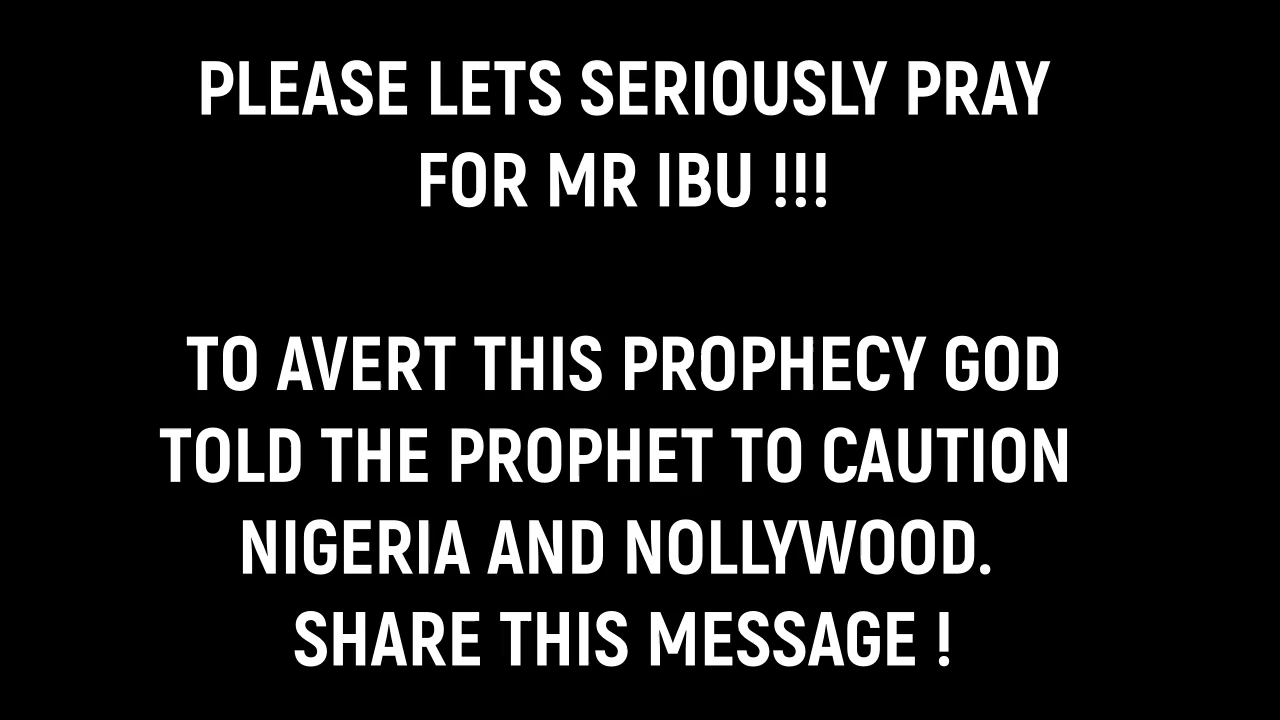 PLEASE LETS SERIOUSLY PRAY
FOR MR IBU !!!
TO AVERT THIS PROPHECY GOD
TOLD THE PROPHET TO CAUTION
NIGERIA AND NOLLYWOOD.
SHARE THIS MESSAGE !